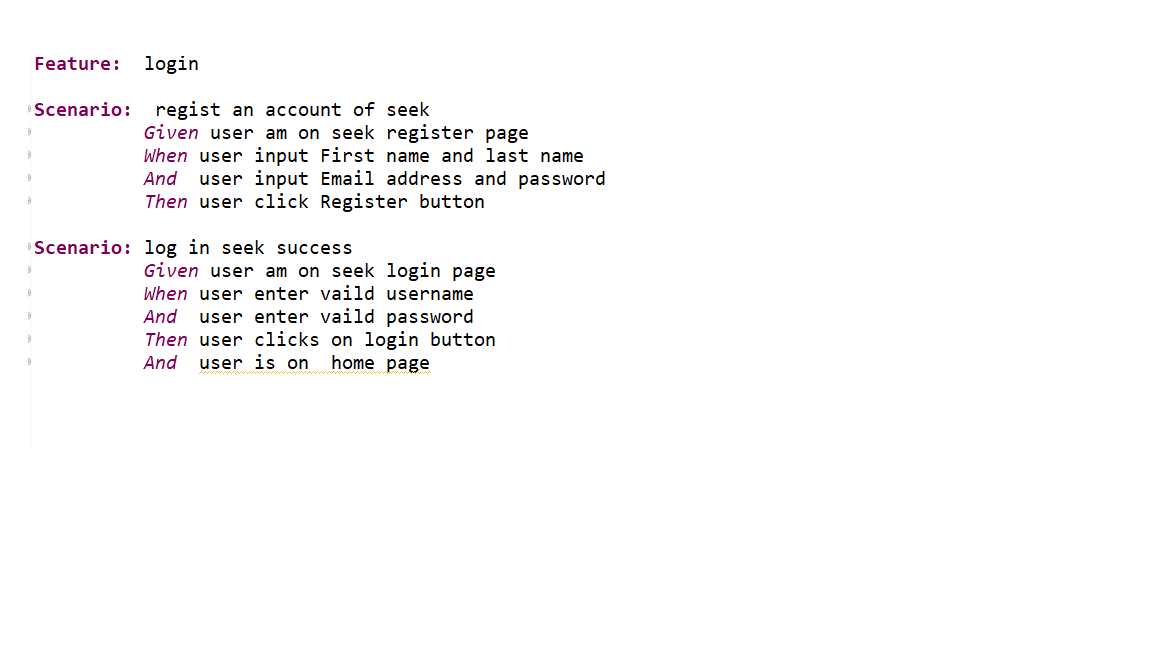 Feature:  login
Scenario:  regist an account of seek
Given user am on seek register page
When user input First name and last name
And  user input Email address and password
Then user click Register button
Scenario: log in seek success
Given user am on seek login page
When user enter vaild username
And  user enter vaild password
Then user clicks on login button
And  user is on  home page